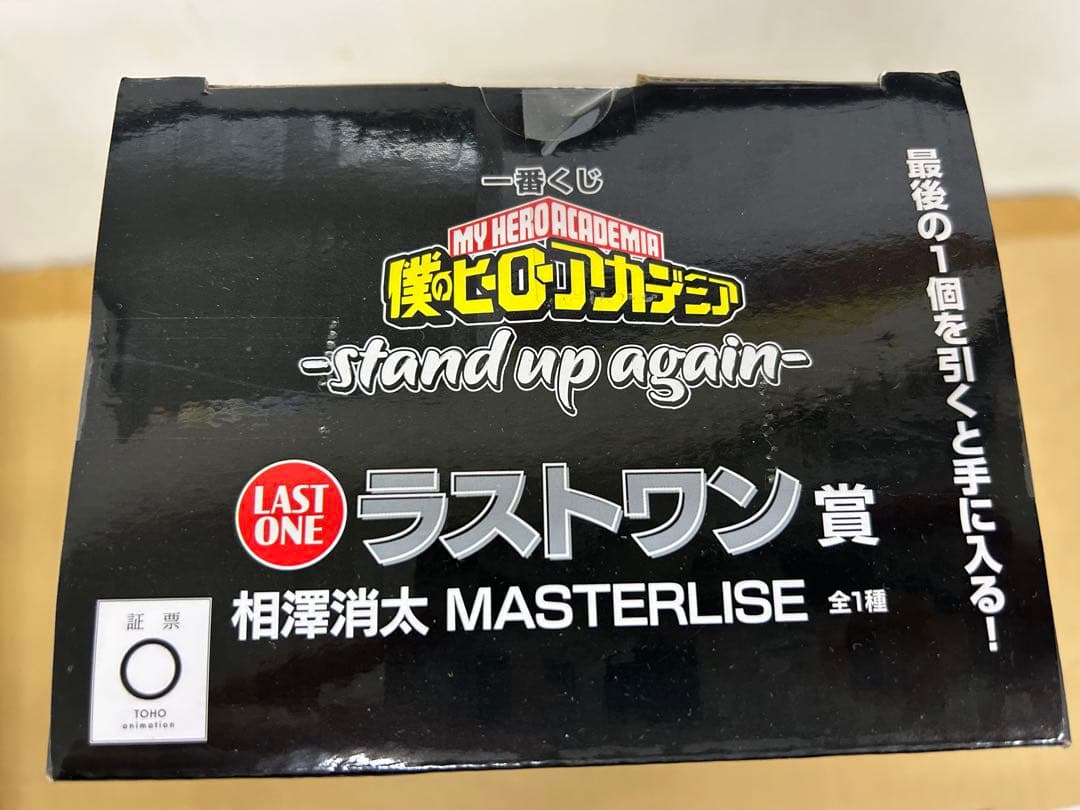 一番くじ
MY HERO ACADEMIA
僕のヒーローアカデミア
-stand up again-
LAST ONE
ラストワン賞
相澤消太 MASTERLISE 全1種
最後の1個を引くと手に入る!
証票
TOHO
animation